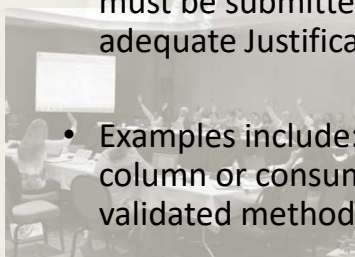 must be submitte
adequate Justifica
• Examples include:
column or consum
validated method